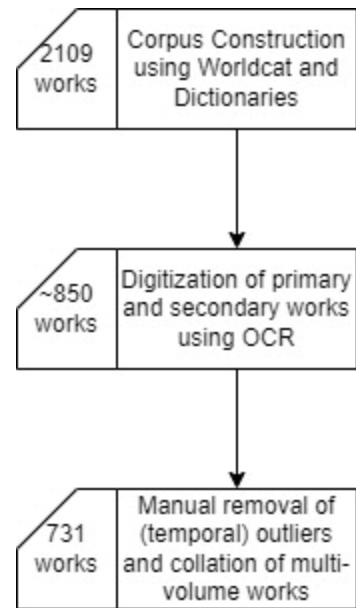 2109
works
Corpus Construction
using Worldcat and
Dictionaries
~850
works
Digitization of primary
and secondary works
using OCR
731
works
Manual removal of
(temporal) outliers
and collation of multi-
volume works